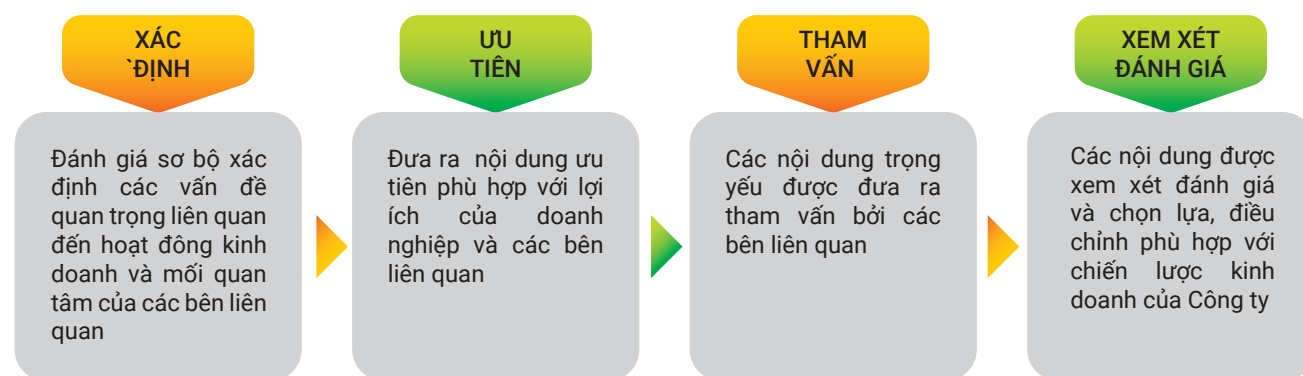 XÁC
`ĐỊNH
Đánh giá sơ bộ xác
định các vấn đề
quan trọng liên quan
đến hoạt đông kinh
doanh và mối quan
tâm của các bên liên
quan
ƯU
TIÊN
Đưa ra nội dung ưu
tiên phù hợp với lợi
ích của doanh
nghiệp và các bên
liên quan
THAM
VẤN
Các nội dung trọng
yếu được đưa ra
tham vấn bởi các
bên liên quan
XEM XÉT
ĐÁNH GIÁ
Các nội dung được
xem xét đánh giá
và chọn lựa, điều
chỉnh phù hợp với
chiến lược kinh
doanh của Công ty